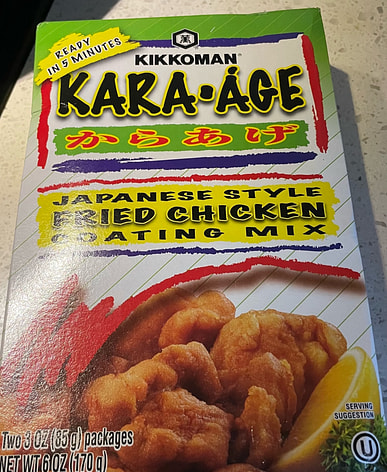 READY
IN 5 MINUTES
KIKKOMAN®
KARA•ÁGE
からあげ
JAPANESE STYLE
FRIED CHICKEN
COATING MIX
SERVING
SUGGESTION
Two 3 OZ (85 g) packages
NET WT 6 OZ (170 g)
U